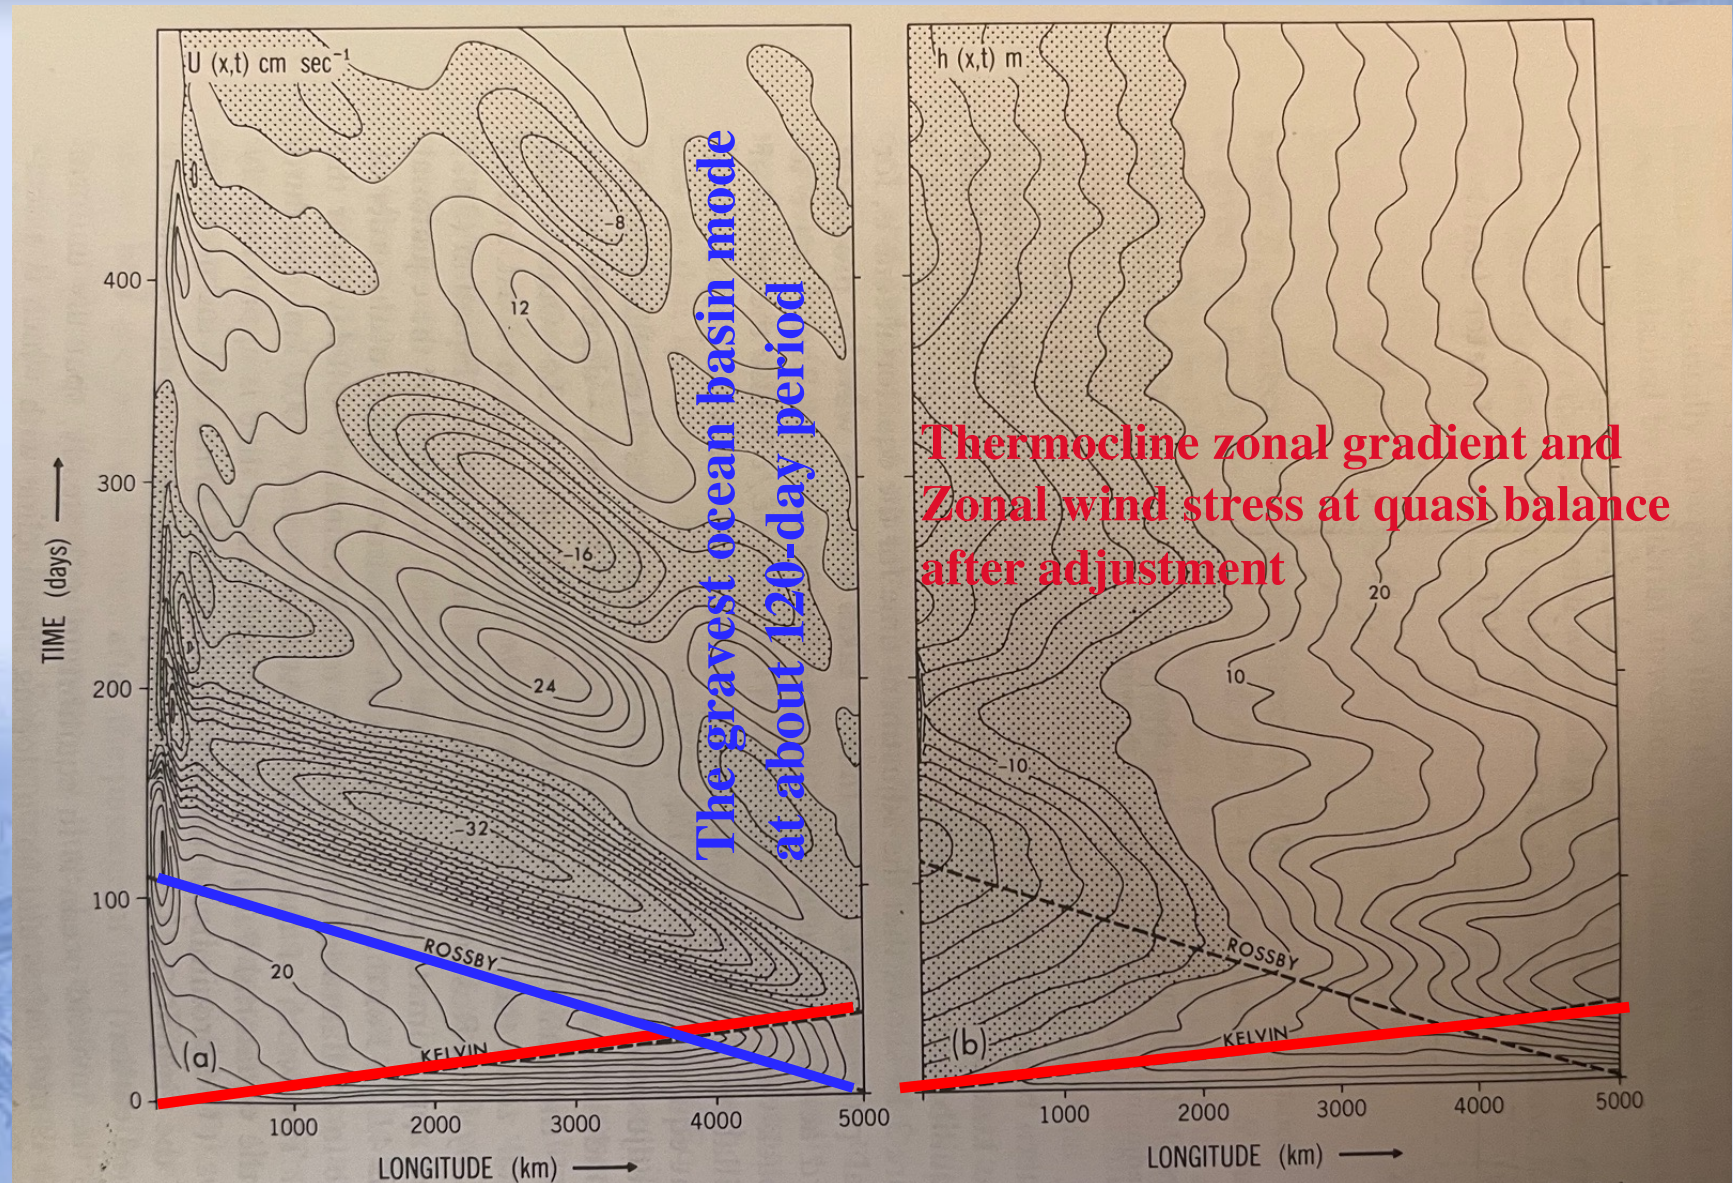 U (x,t) cm sec⁻¹
-8
12
-16
24
-32
20
ROSSBY
KELVIN
(a)
400
300
200
100
0
TIME (days)
1000 2000 3000 4000 5000
LONGITUDE (km)
The gravest ocean basin mode
at about 120-day period
h (x,t) m
Thermocline zonal gradient and
Zonal wind stress at quasi balance
after adjustment
20
10
-10
ROSSBY
KELVIN
(b)
1000 2000 3000 4000 5000
LONGITUDE (km)